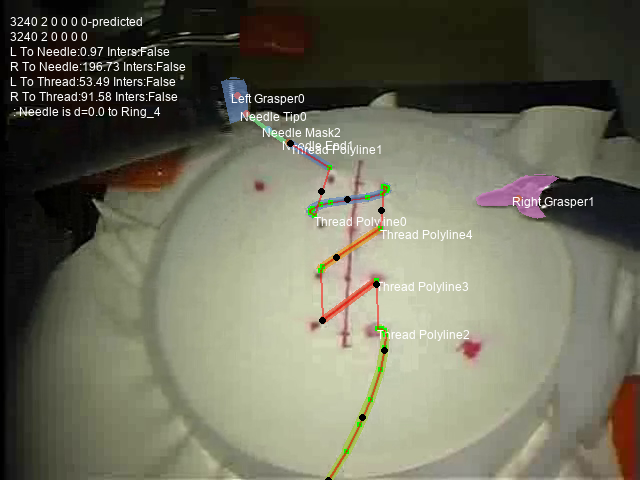 3240 2 0 0 0 0-predicted
3240 2 0 0 0 0
L To Needle:0.97 Inters:False
R To Needle:196.73 Inters:False
L To Thread:53.49 Inters:False
R To Thread:91.58 Inters:False
: Needle is d=0.0 to Ring_4
Left Grasper0
Needle Tip0
Needle Mask2
Needle End1
Thread Polyline1
Right Grasper1
Thread Polyline0
Thread Polyline4
Thread Polyline3
Thread Polyline2